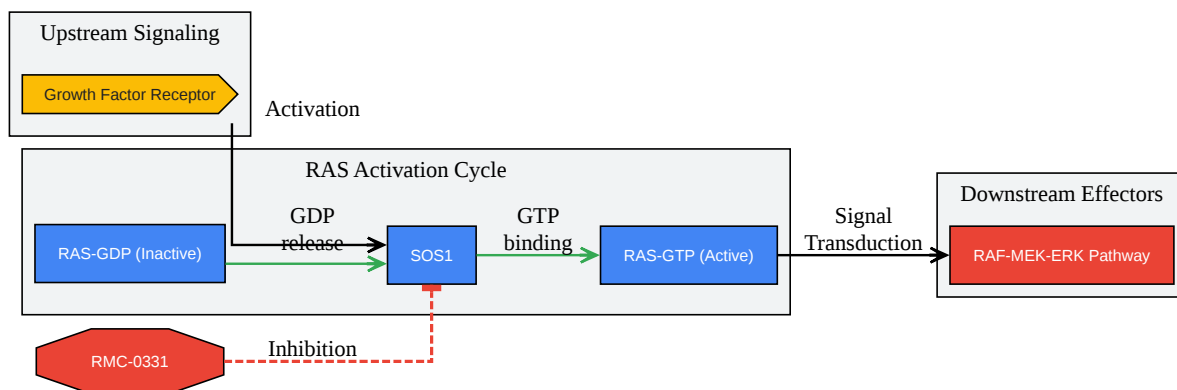 Upstream Signaling
Growth Factor Receptor
Activation
RAS Activation Cycle
RAS-GDP (Inactive)
GDP
release
SOS1
GTP
binding
RAS-GTP (Active)
Signal
Transduction
Downstream Effectors
RAF-MEK-ERK Pathway
RMC-0331
Inhibition